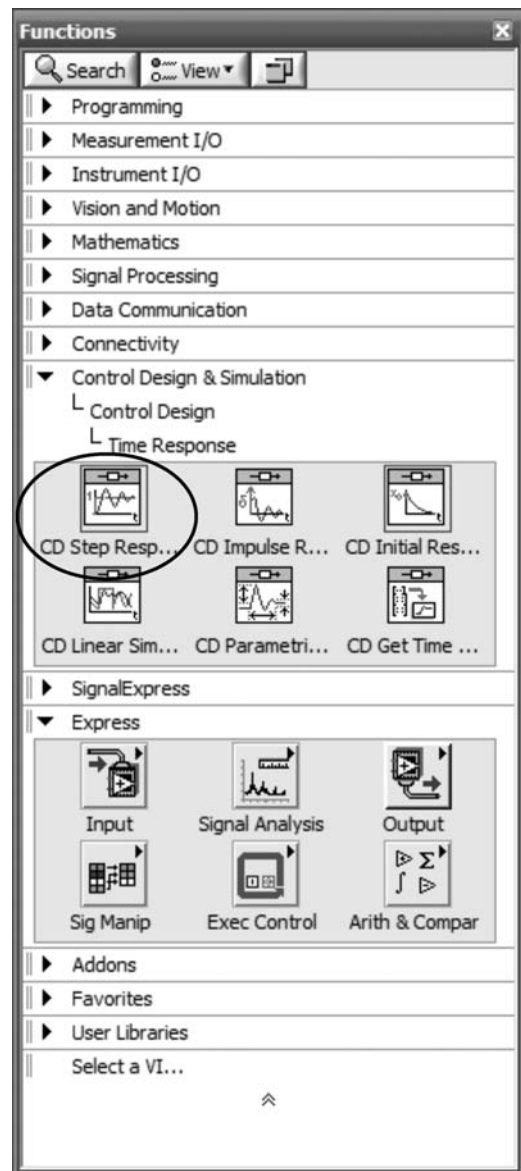 Functions
Search View
Programming
Measurement I/O
Instrument I/O
Vision and Motion
Mathematics
Signal Processing
Data Communication
Connectivity
Control Design & Simulation
Control Design
Time Response
CD Step Resp... CD Impulse R... CD Initial Res...
CD Linear Sim... CD Parametri... CD Get Time ...
SignalExpress
Express
Input Signal Analysis Output
Sig Manip Exec Control Arith & Compar
Addons
Favorites
User Libraries
Select a VI...